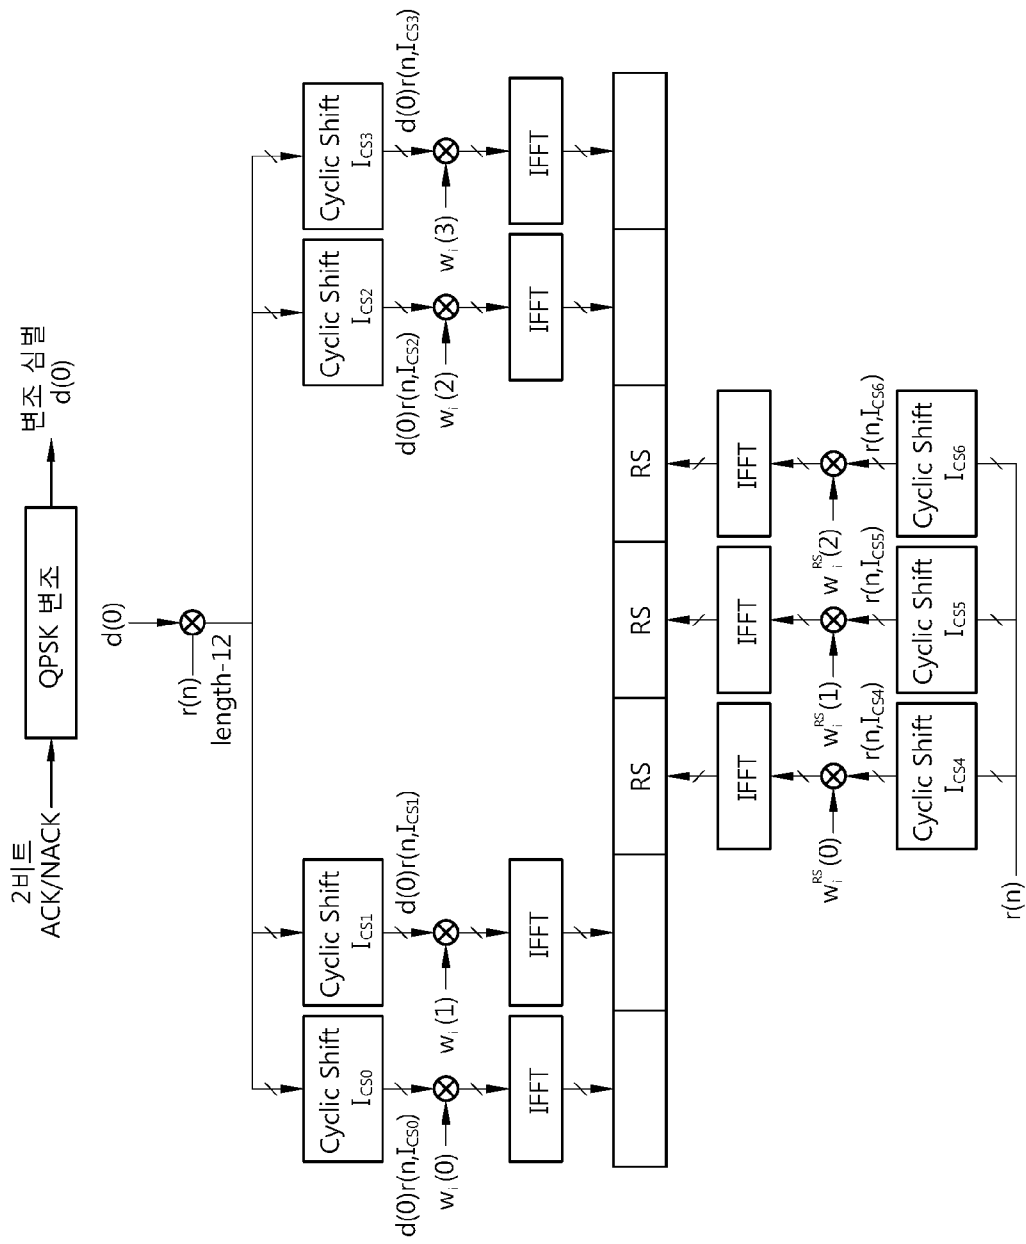 2비트
ACK/NACK
QPSK 변조
변조 심벌
d(0)
d(0)
r(n)
length-12
Cyclic Shift
I_CS0
Cyclic Shift
I_CS1
Cyclic Shift
I_CS2
Cyclic Shift
I_CS3
d(0)r(n,I_CS0)
d(0)r(n,I_CS1)
d(0)r(n,I_CS2)
d(0)r(n,I_CS3)
w_i(0)
w_i(1)
w_i(2)
w_i(3)
IFFT
IFFT
IFFT
IFFT
RS
RS
RS
IFFT
IFFT
IFFT
w_i^RS(0)
w_i^RS(1)
w_i^RS(2)
r(n,I_CS4)
r(n,I_CS5)
r(n,I_CS6)
Cyclic Shift
I_CS4
Cyclic Shift
I_CS5
Cyclic Shift
I_CS6
r(n)